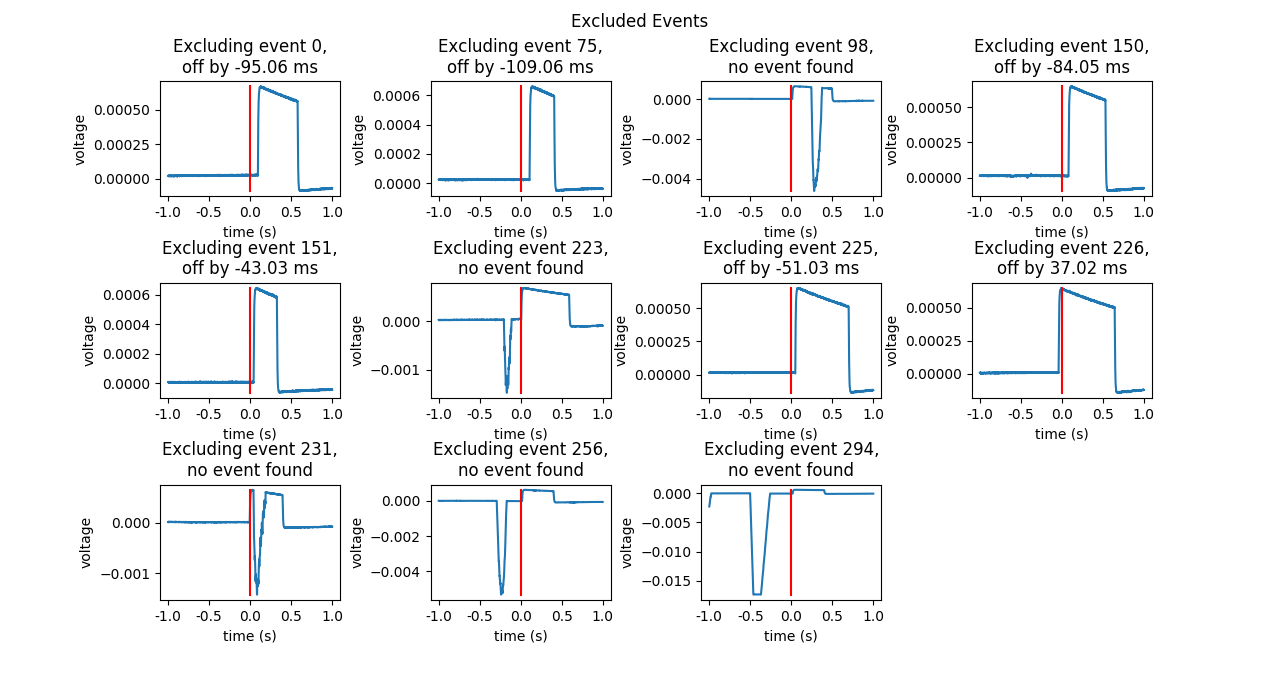 Excluded Events
Excluding event 0,
off by -95.06 ms
voltage
0.00050
0.00025
0.00000
-1.0 -0.5 0.0 0.5 1.0
time (s)
Excluding event 75,
off by -109.06 ms
voltage
0.0006
0.0004
0.0002
0.0000
-1.0 -0.5 0.0 0.5 1.0
time (s)
Excluding event 98,
no event found
voltage
0.000
−0.002
−0.004
-1.0 -0.5 0.0 0.5 1.0
time (s)
Excluding event 150,
off by -84.05 ms
voltage
0.00050
0.00025
0.00000
-1.0 -0.5 0.0 0.5 1.0
time (s)
Excluding event 151,
off by -43.03 ms
voltage
0.0006
0.0004
0.0002
0.0000
-1.0 -0.5 0.0 0.5 1.0
time (s)
Excluding event 223,
no event found
voltage
0.000
−0.001
-1.0 -0.5 0.0 0.5 1.0
time (s)
Excluding event 225,
off by -51.03 ms
voltage
0.00050
0.00025
0.00000
-1.0 -0.5 0.0 0.5 1.0
time (s)
Excluding event 226,
off by 37.02 ms
voltage
0.00050
0.00025
0.00000
-1.0 -0.5 0.0 0.5 1.0
time (s)
Excluding event 231,
no event found
voltage
0.000
−0.001
-1.0 -0.5 0.0 0.5 1.0
time (s)
Excluding event 256,
no event found
voltage
0.000
−0.002
−0.004
-1.0 -0.5 0.0 0.5 1.0
time (s)
Excluding event 294,
no event found
voltage
0.000
−0.005
−0.010
−0.015
-1.0 -0.5 0.0 0.5 1.0
time (s)